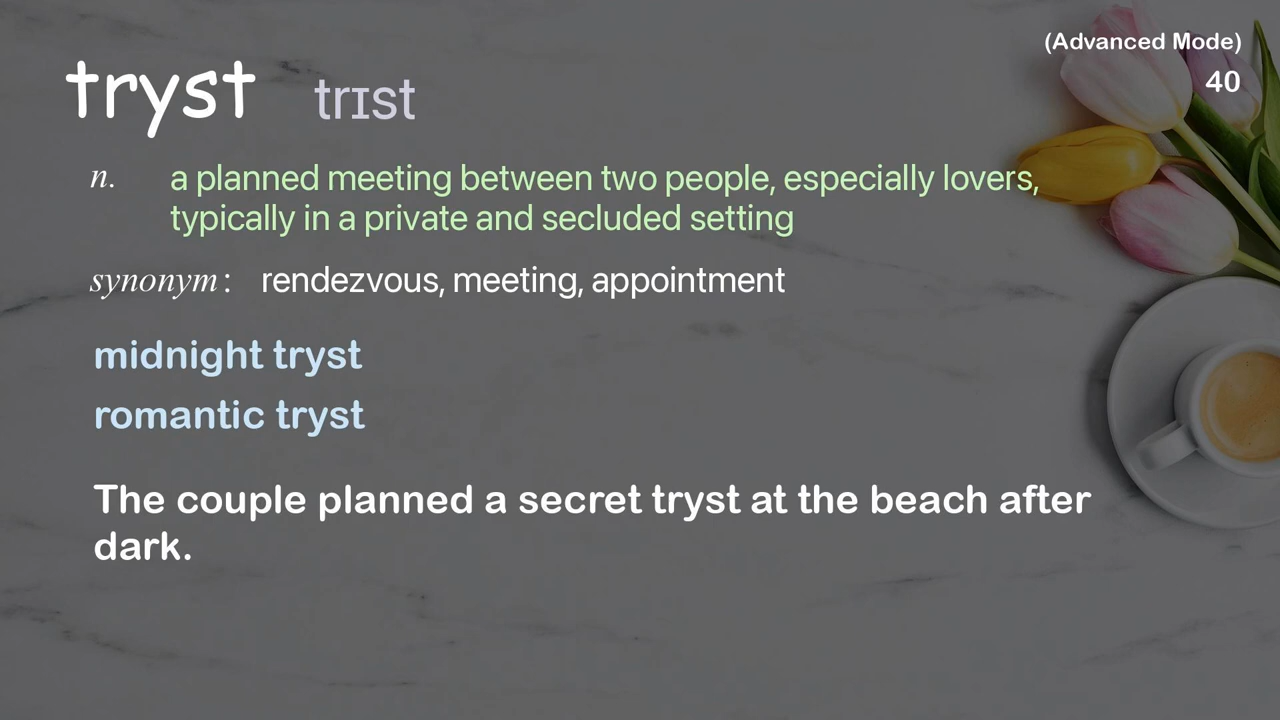 (Advanced Mode)
40
tryst trɪst
n. a planned meeting between two people, especially lovers,
typically in a private and secluded setting
synonym: rendezvous, meeting, appointment
midnight tryst
romantic tryst
The couple planned a secret tryst at the beach after
dark.